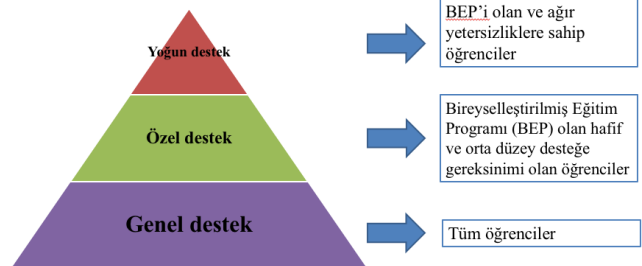 BEP'i olan ve ağır
yetersizliklere sahip
öğrenciler
Yoğun destek
Bireyselleştirilmiş Eğitim
Programı (BEP) olan hafif
ve orta düzey desteğe
gereksinimi olan öğrenciler
Özel destek
Genel destek
Tüm öğrenciler